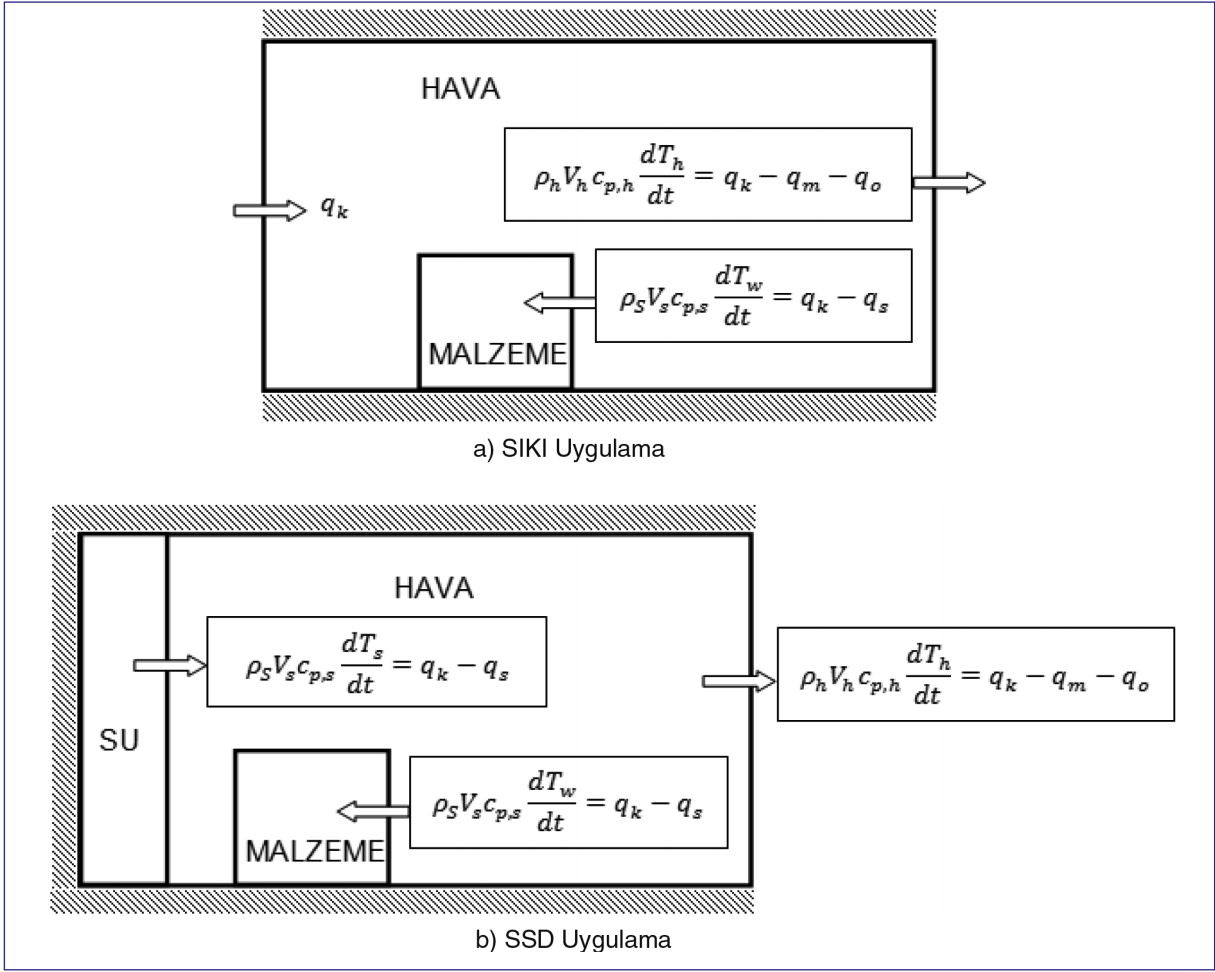 HAVA
ρ_h V_h c_{p,h} dT_h/dt = q_k − q_m − q_o
q_k
ρ_S V_s c_{p,s} dT_w/dt = q_k − q_s
MALZEME
a) SIKI Uygulama
HAVA
ρ_S V_s c_{p,s} dT_s/dt = q_k − q_s
ρ_h V_h c_{p,h} dT_h/dt = q_k − q_m − q_o
SU
ρ_S V_s c_{p,s} dT_w/dt = q_k − q_s
MALZEME
b) SSD Uygulama